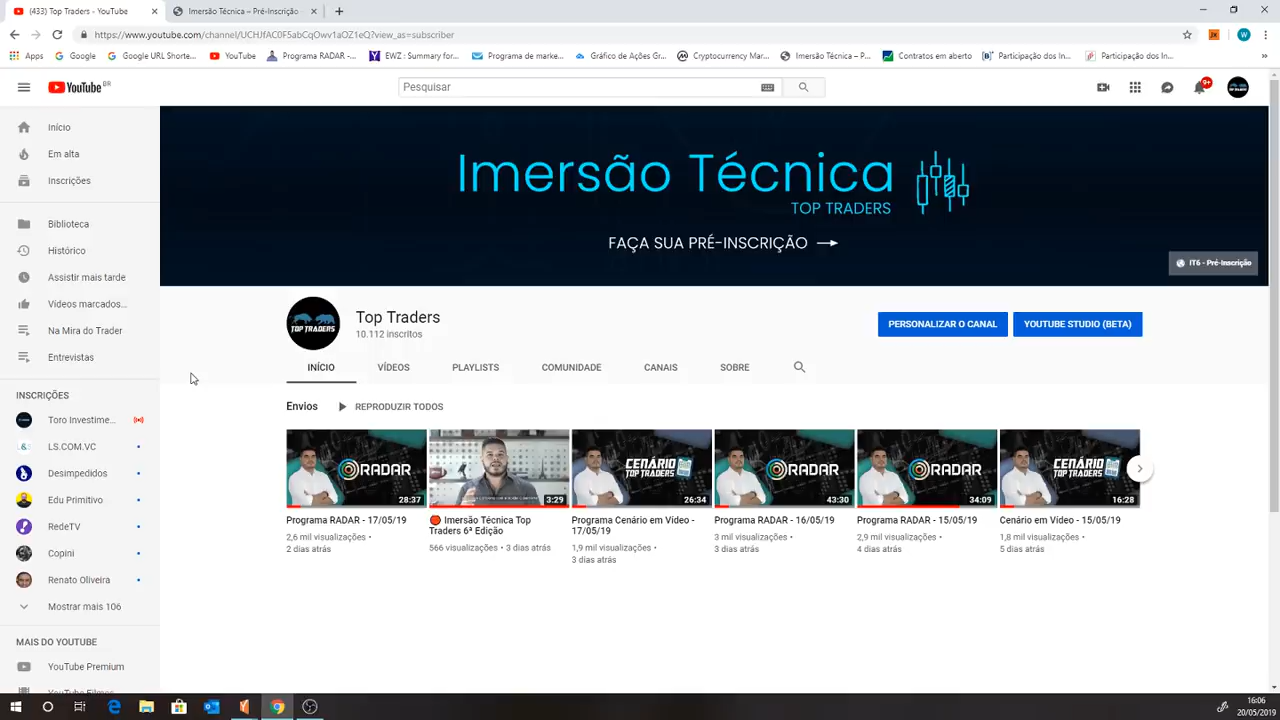 (433) Top Traders - YouTube
Imersão Técnica – Pré-Inscrição
https://www.youtube.com/channel/UCHJfAC0F5abCqOwv1aOZ1eQ?view_as=subscriber
Apps Google Google URL Shorte... YouTube Programa RADAR -... EWZ : Summary for... Programa de marke... Gráfico de Ações Gr... Cryptocurrency Mar... Imersão Técnica – P... Contratos em aberto Participação dos In... Participação dos In... »
YouTube BR
Pesquisar
9+
Início
Em alta
Inscrições
Biblioteca
Histórico
Assistir mais tarde
Vídeos marcados...
Na Mira do Trader
Entrevistas
INSCRIÇÕES
Toro Investime...
LS.COM.VC
Desimpedidos
Edu Primitivo
RedeTV
Copini
Renato Oliveira
Mostrar mais 106
MAIS DO YOUTUBE
YouTube Premium
YouTube Filmes
Imersão Técnica
TOP TRADERS
FAÇA SUA PRÉ-INSCRIÇÃO
IT6 - Pré-Inscrição
TOP TRADERS
Top Traders
10.112 inscritos
PERSONALIZAR O CANAL
YOUTUBE STUDIO (BETA)
INÍCIO VÍDEOS PLAYLISTS COMUNIDADE CANAIS SOBRE
Envios REPRODUZIR TODOS
RADAR
28:37
Programa RADAR - 17/05/19
2,6 mil visualizações •
2 dias atrás
3:29
Imersão Técnica Top
Traders 6ª Edição
566 visualizações • 3 dias atrás
CENÁRIO
TOP TRADERS
26:34
Programa Cenário em Vídeo -
17/05/19
1,9 mil visualizações •
3 dias atrás
RADAR
43:30
Programa RADAR - 16/05/19
3 mil visualizações •
3 dias atrás
RADAR
34:09
Programa RADAR - 15/05/19
2,9 mil visualizações •
4 dias atrás
CENÁRIO
TOP TRADERS
16:28
Cenário em Vídeo - 15/05/19
1,8 mil visualizações •
5 dias atrás
16:06
20/05/2019